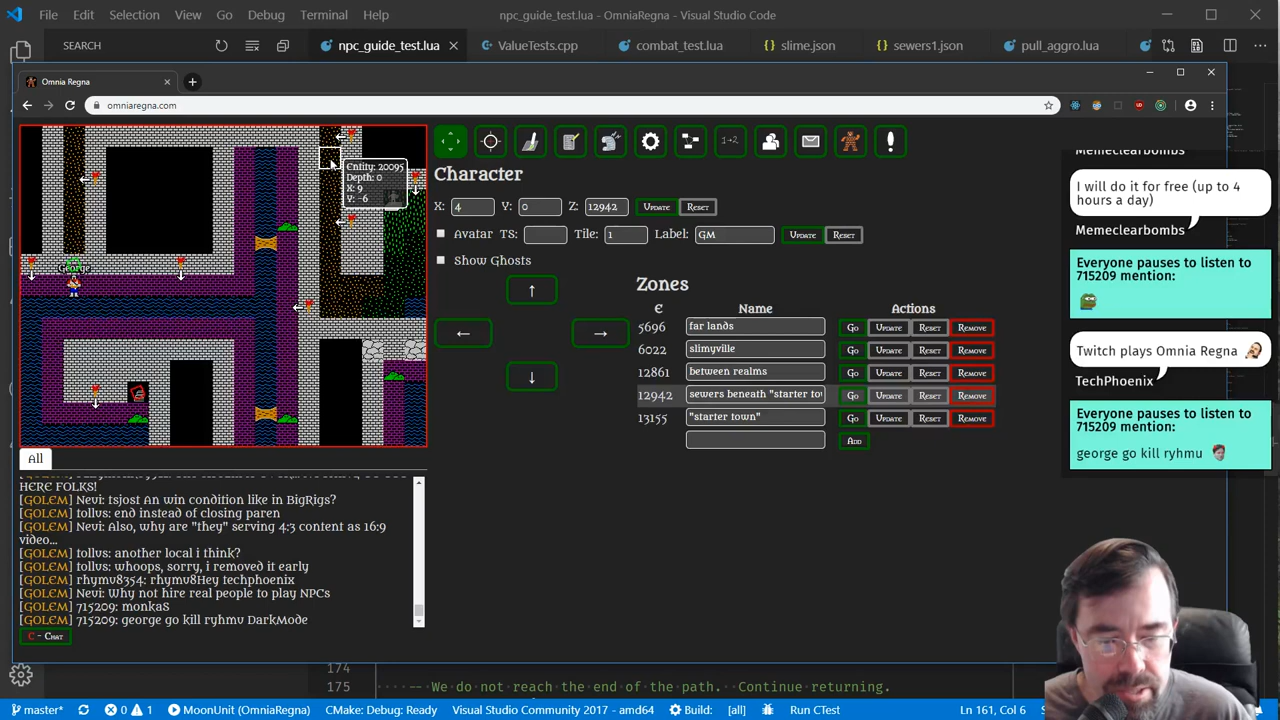 File Edit Selection View Go Debug Terminal Help
npc_guide_test.lua - OmniaRegna - Visual Studio Code
SEARCH
npc_guide_test.lua
ValueTests.cpp
combat_test.lua
slime.json
sewers1.json
pull_aggro.lua
Omnia Regna
omniaregna.com
George
Entity: 20095
Depth: 0
X: 9
Y: -6
1→2
Character
X: 4 Y: 0 Z: 12942 Update Reset
Avatar TS: Tile: 1 Label: GM Update Reset
Show Ghosts
Zones
E Name Actions
5696 far lands Go Update Reset Remove
6022 slimyville Go Update Reset Remove
12861 between realms Go Update Reset Remove
12942 sewers beneath "starter to Go Update Reset Remove
13155 "starter town" Go Update Reset Remove
Add
All
HERE FOLKS!
[GOLEM] Nevi: tsjost An win condition like in BigRigs?
[GOLEM] tollus: end instead of closing paren
[GOLEM] Nevi: Also, why are "they" serving 4:3 content as 16:9
video...
[GOLEM] tollus: another local i think?
[GOLEM] tollus: whoops, sorry, i removed it early
[GOLEM] rhymu8354: rhymu8Hey techphoenix
[GOLEM] Nevi: Why not hire real people to play NPCs
[GOLEM] 715209: monkaS
[GOLEM] 715209: george go kill ryhmu DarkMode
C - Chat
Memeclearbombs
I will do it for free (up to 4
hours a day)
Memeclearbombs
Everyone pauses to listen to
715209 mention:
Twitch plays Omnia Regna
TechPhoenix
Everyone pauses to listen to
715209 mention:
george go kill ryhmu
174
175 -- We do not reach the end of the path. Continue returning.
master* 0 1 MoonUnit (OmniaRegna) CMake: Debug: Ready Visual Studio Community 2017 - amd64 Build: [all] Run CTest Ln 161, Col 6